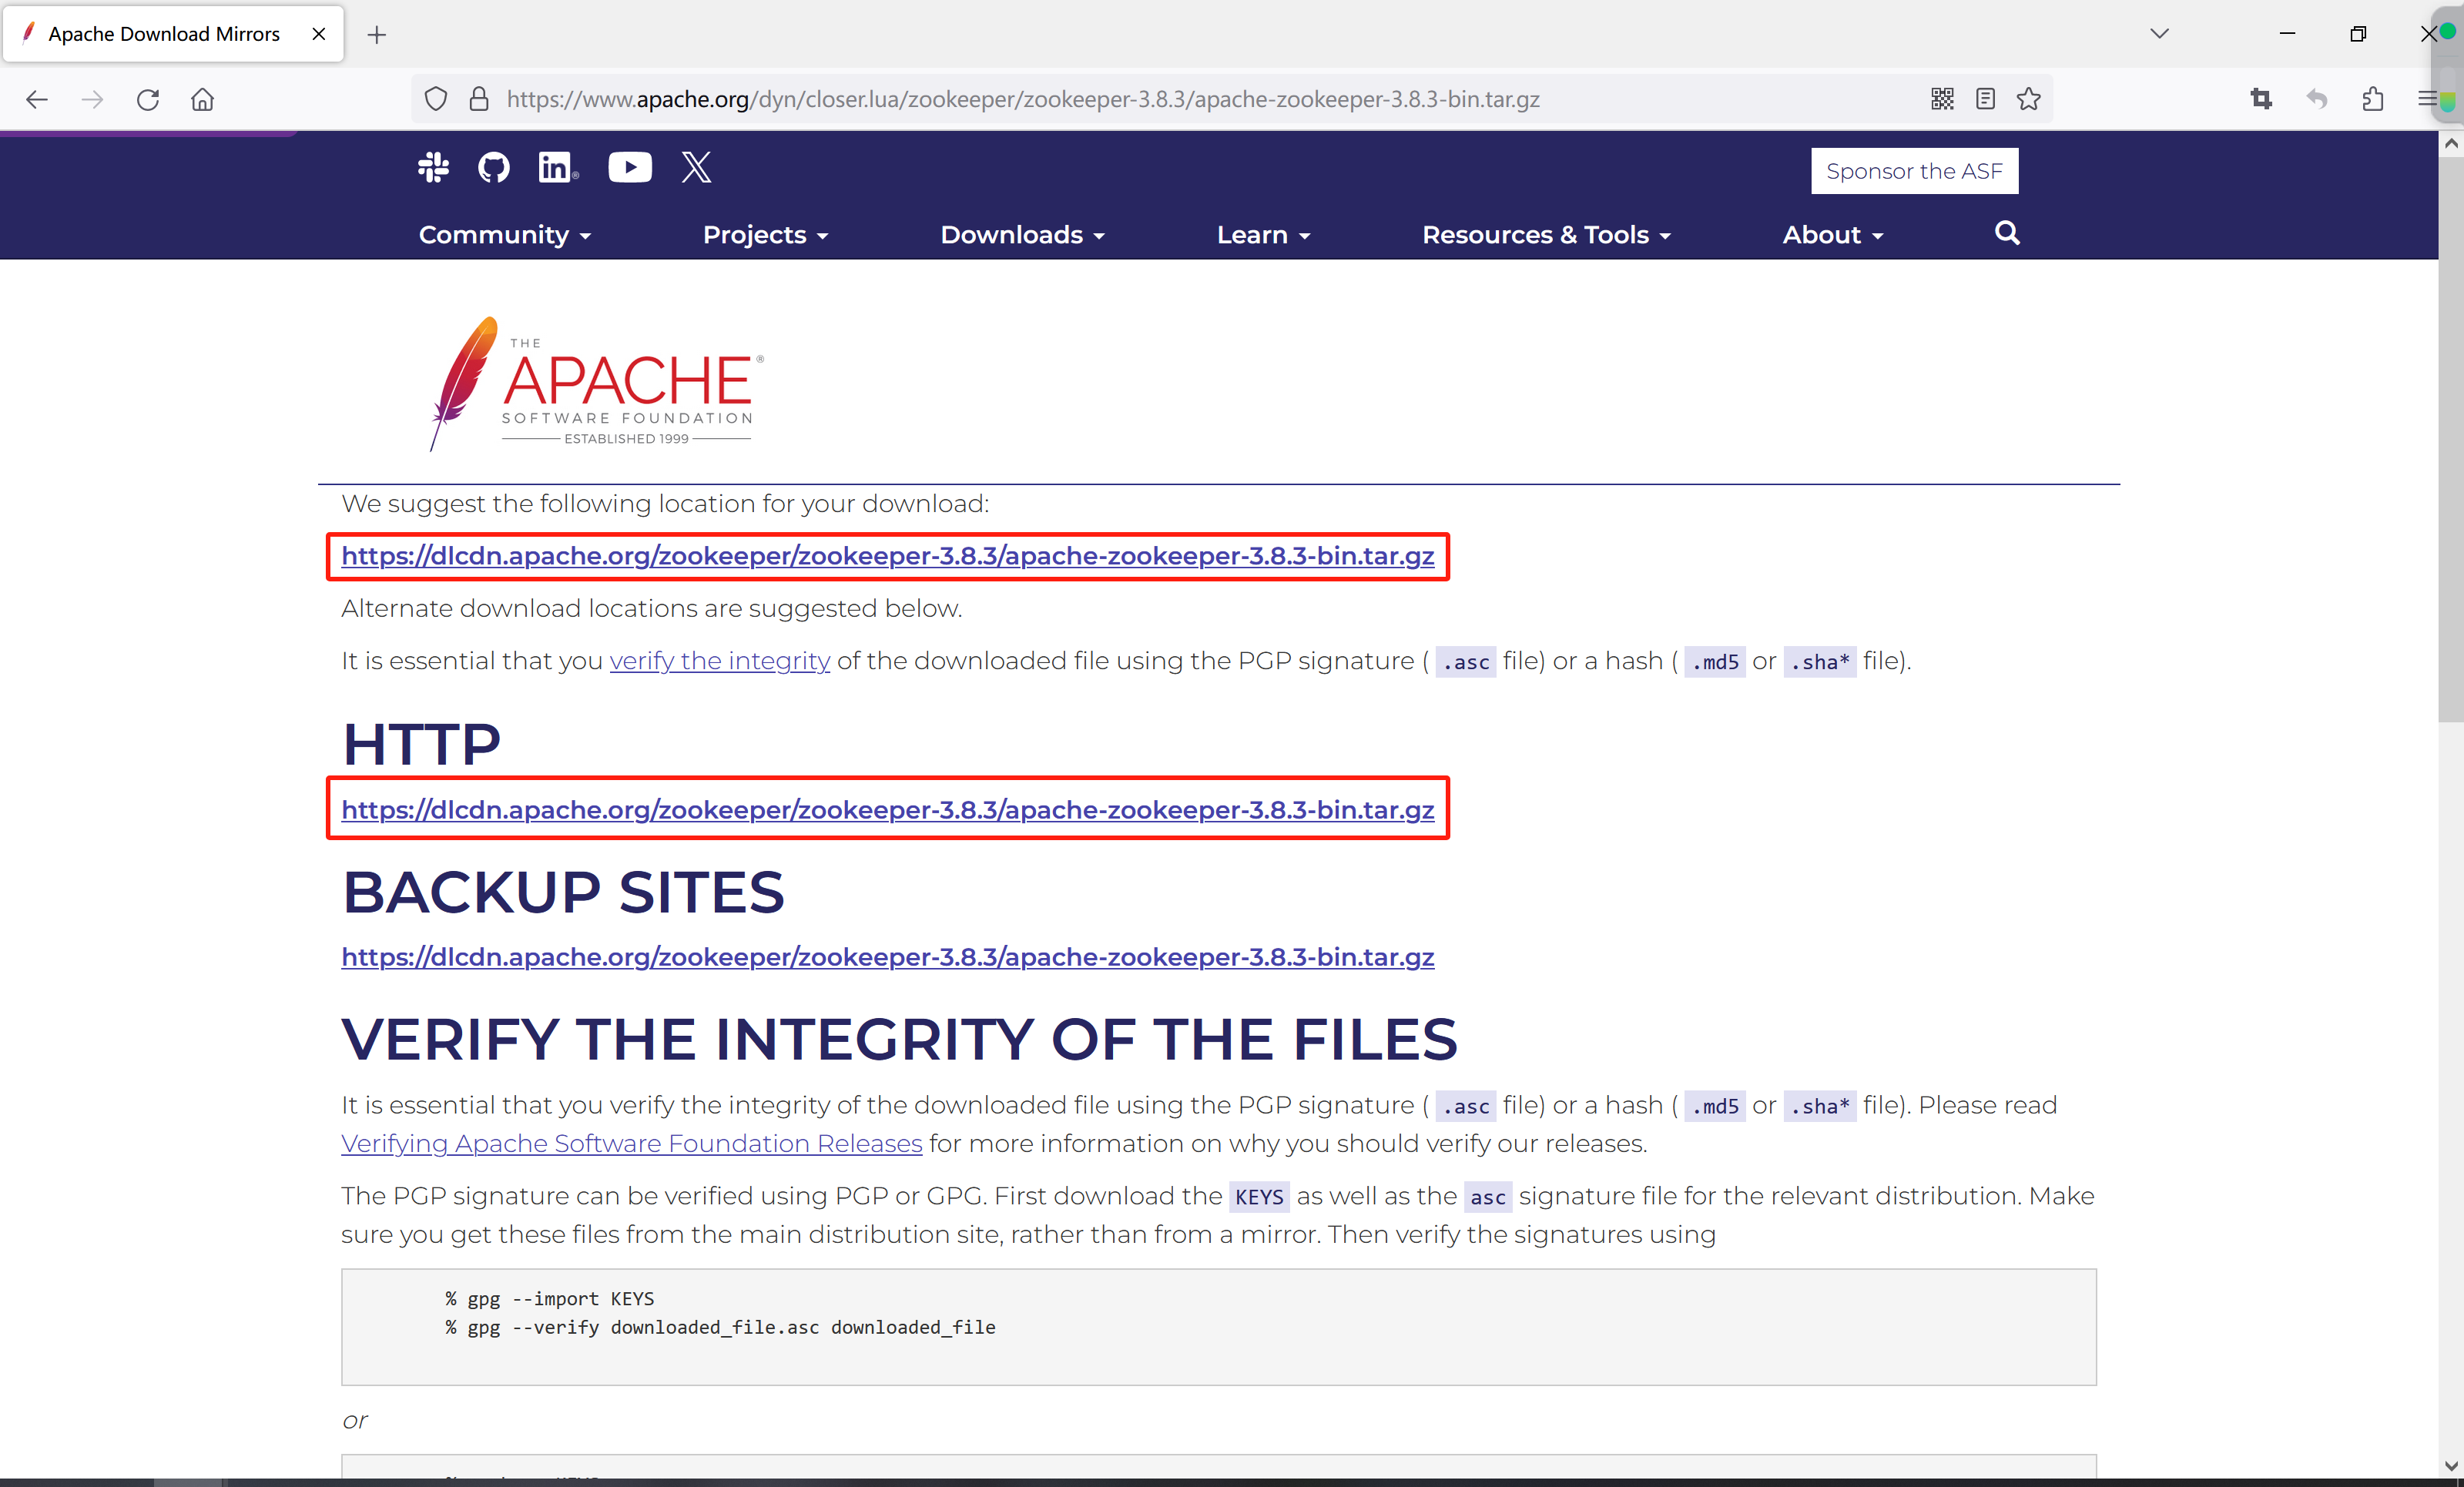 Apache Download Mirrors
https://www.apache.org/dyn/closer.lua/zookeeper/zookeeper-3.8.3/apache-zookeeper-3.8.3-bin.tar.gz
in
Sponsor the ASF
Community Projects Downloads Learn Resources & Tools About
THE
APACHE®
SOFTWARE FOUNDATION
ESTABLISHED 1999
We suggest the following location for your download:
https://dlcdn.apache.org/zookeeper/zookeeper-3.8.3/apache-zookeeper-3.8.3-bin.tar.gz
Alternate download locations are suggested below.
It is essential that you verify the integrity of the downloaded file using the PGP signature ( .asc file) or a hash ( .md5 or .sha* file).
HTTP
https://dlcdn.apache.org/zookeeper/zookeeper-3.8.3/apache-zookeeper-3.8.3-bin.tar.gz
BACKUP SITES
https://dlcdn.apache.org/zookeeper/zookeeper-3.8.3/apache-zookeeper-3.8.3-bin.tar.gz
VERIFY THE INTEGRITY OF THE FILES
It is essential that you verify the integrity of the downloaded file using the PGP signature ( .asc file) or a hash ( .md5 or .sha* file). Please read
Verifying Apache Software Foundation Releases for more information on why you should verify our releases.
The PGP signature can be verified using PGP or GPG. First download the KEYS as well as the asc signature file for the relevant distribution. Make
sure you get these files from the main distribution site, rather than from a mirror. Then verify the signatures using
% gpg --import KEYS
% gpg --verify downloaded_file.asc downloaded_file
or